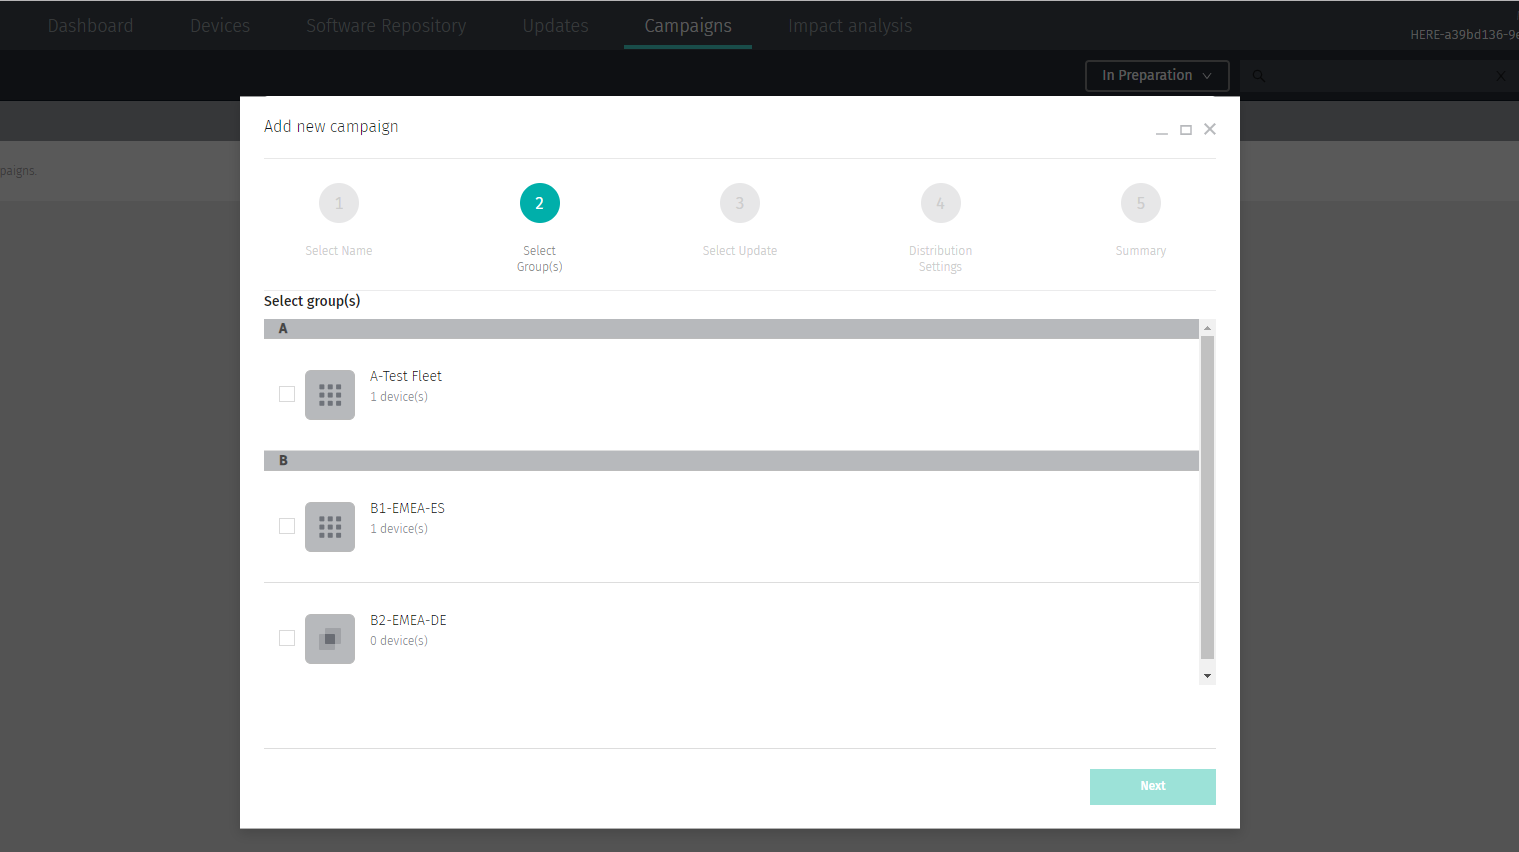 Dashboard
Devices
Software Repository
Updates
Campaigns
Impact analysis
HERE-a39bd136-9e
In Preparation
Add new campaign
paigns.
1
2
3
4
5
Select Name
Select
Group(s)
Select Update
Distribution
Settings
Summary
Select group(s)
A
A-Test Fleet
1 device(s)
B
B1-EMEA-ES
1 device(s)
B2-EMEA-DE
0 device(s)
Next